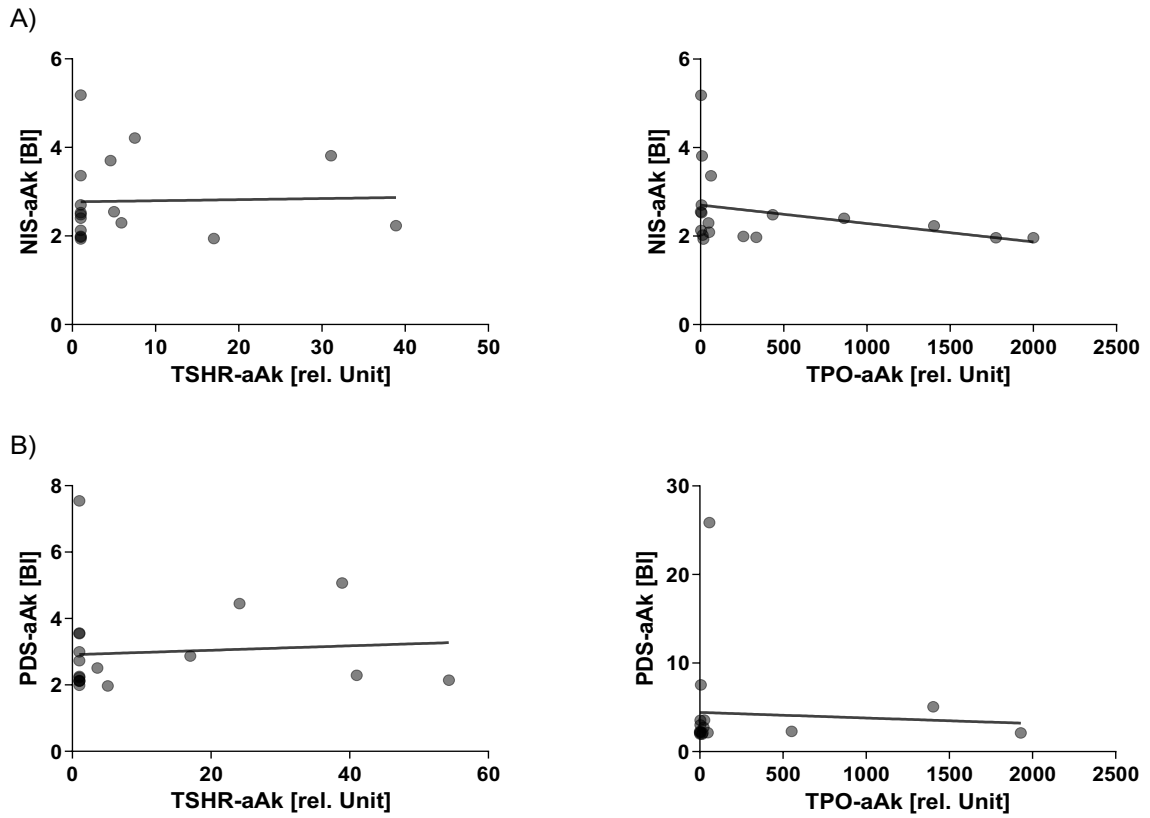 A)
6
4
2
0
NIS-aAk [BI]
0 10 20 30 40 50
TSHR-aAk [rel. Unit]
6
4
2
0
NIS-aAk [BI]
0 500 1000 1500 2000 2500
TPO-aAk [rel. Unit]
B)
8
6
4
2
0
PDS-aAk [BI]
0 20 40 60
TSHR-aAk [rel. Unit]
30
20
10
0
PDS-aAk [BI]
0 500 1000 1500 2000 2500
TPO-aAk [rel. Unit]